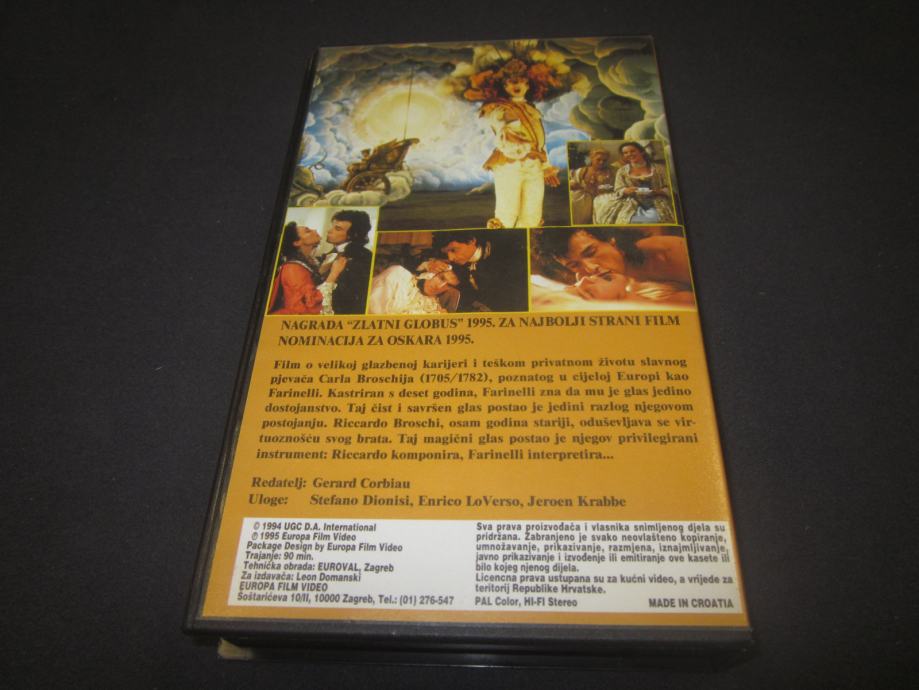 NAGRADA "ZLATNI GLOBUS" 1995. ZA NAJBOLJI STRANI FILM
NOMINACIJA ZA OSKARA 1995.
Film o velikoj glazbenoj karijeri i teškom privatnom životu slavnog
pjevača Carla Broschija (1705/1782), poznatog u cijeloj Europi kao
Farinelli. Kastriran s deset godina, Farinelli zna da mu je glas jedino
dostojanstvo. Taj čist i savršen glas postao je jedini razlog njegovom
postojanju. Riccardo Broschi, osam godina stariji, oduševljava se vir-
tuoznošću svog brata. Taj magični glas postao je njegov privilegirani
instrument: Riccardo komponira, Farinelli interpretira...
Redatelj: Gerard Corbiau
Uloge: Stefano Dionisi, Enrico LoVerso, Jeroen Krabbe
© 1994 UGC D.A. International
℗ 1995 Europa Film Video
Package Design by Europa Film Video
Trajanje: 90 min.
Tehnička obrada: EUROVAL, Zagreb
Za izdavača: Leon Domanski
EUROPA FILM VIDEO
Šoštarićeva 10/II, 10000 Zagreb, Tel.: (01) 276-547
Sva prava proizvođača i vlasnika snimljenog djela su
pridržana. Zabranjeno je svako neovlašteno kopiranje,
umnožavanje, prikazivanje, razmjena, iznajmljivanje,
javno prikazivanje i izvođenje ili emitiranje ove kasete ili
bilo kojeg njenog dijela.
Licencna prava ustupana su za kućni video, a vrijede za
teritorij Republike Hrvatske.
PAL Color, HI-FI Stereo MADE IN CROATIA